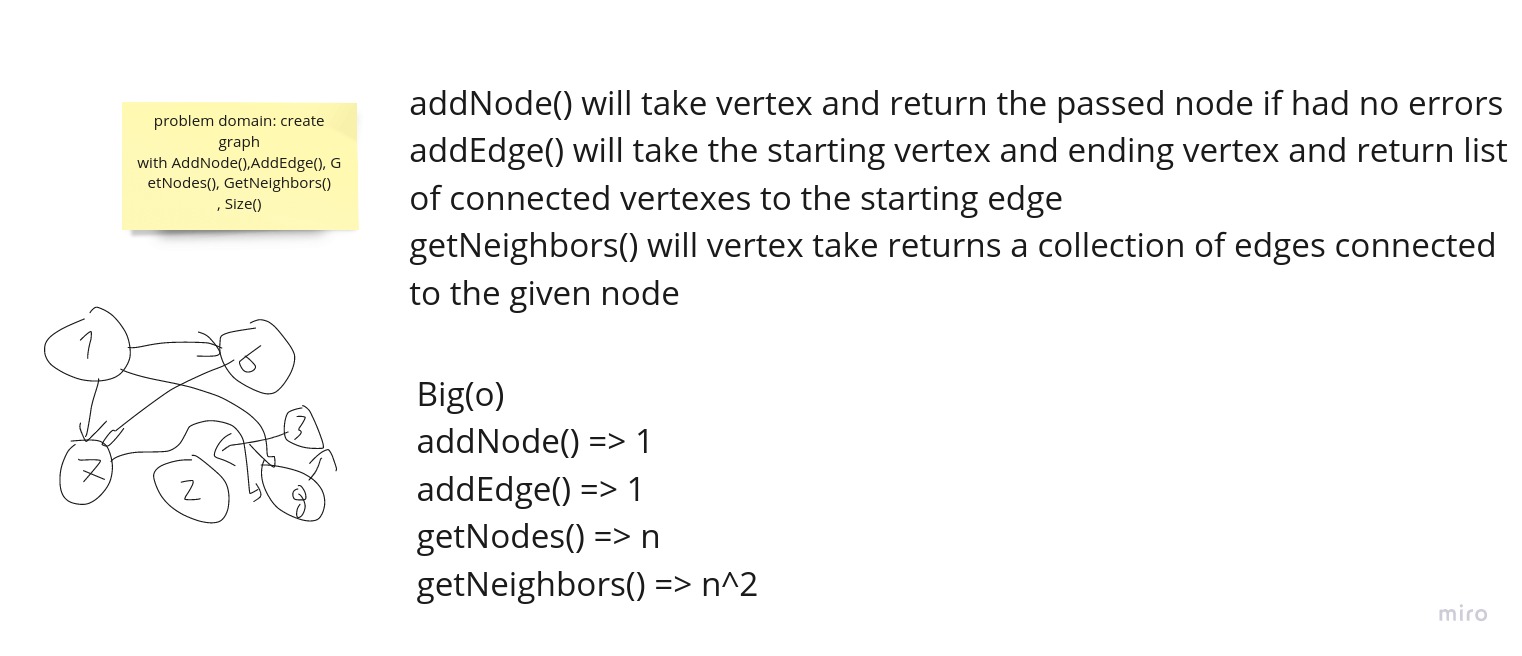 problem domain: create
graph
with AddNode(),AddEdge(), G
etNodes(), GetNeighbors()
, Size()
addNode() will take vertex and return the passed node if had no errors
addEdge() will take the starting vertex and ending vertex and return list
of connected vertexes to the starting edge
getNeighbors() will vertex take returns a collection of edges connected
to the given node
1
6
3
7
2
8
Big(o)
addNode() => 1
addEdge() => 1
getNodes() => n
getNeighbors() => n^2
miro